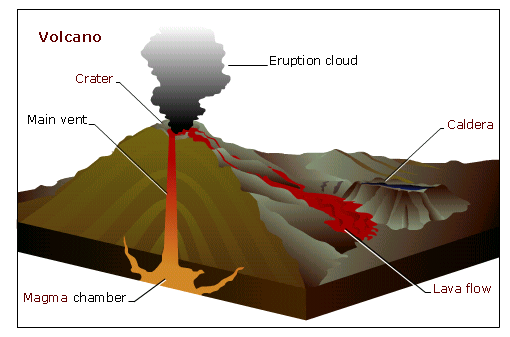 Volcano
Eruption cloud
Crater
Main vent
Caldera
Lava flow
Magma chamber